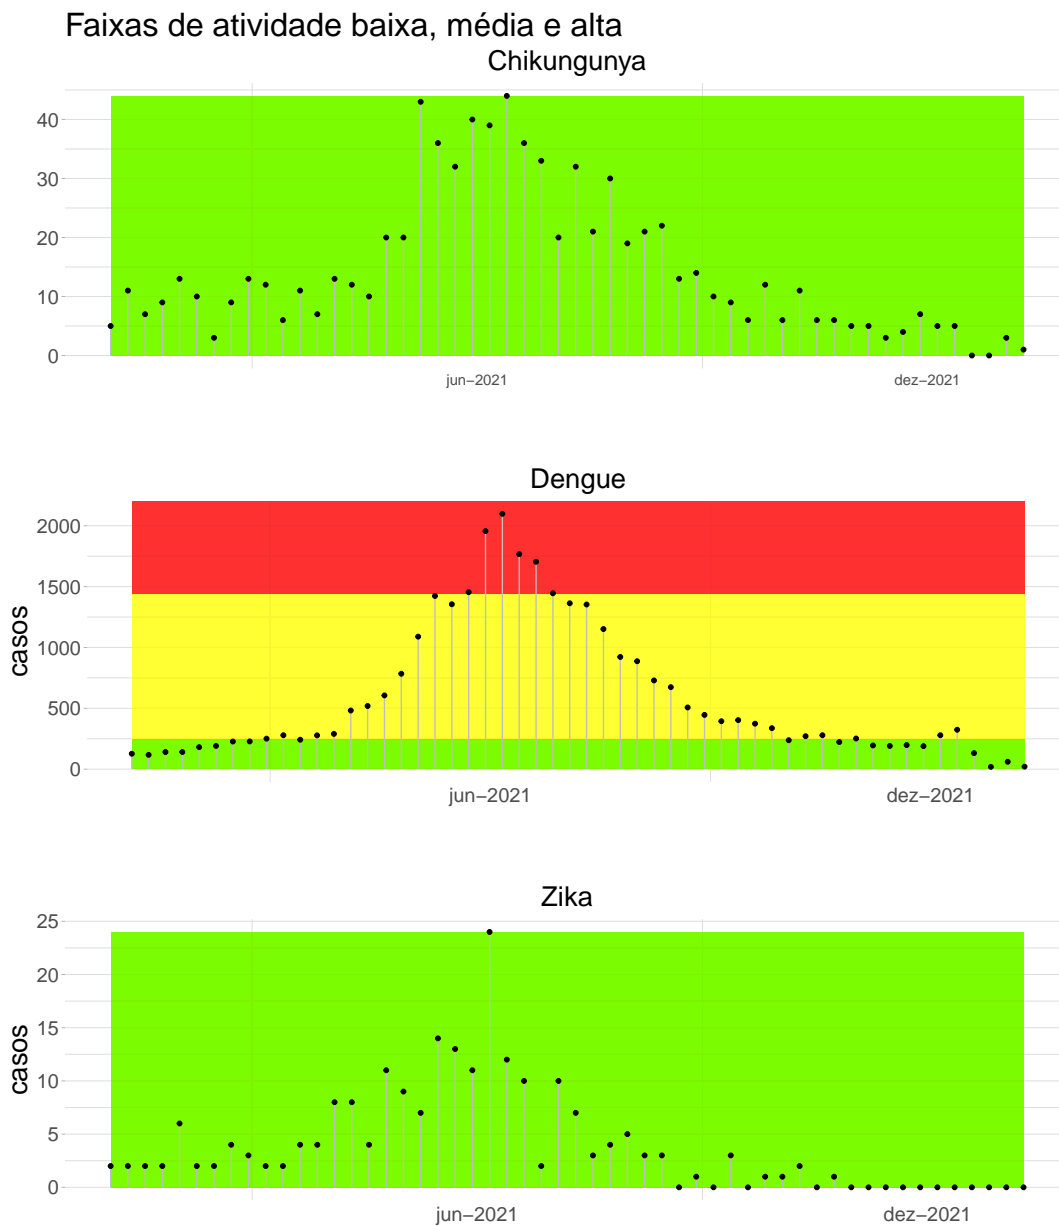 Faixas de atividade baixa, média e alta
Chikungunya
40
30
20
10
0
jun−2021
dez−2021
Dengue
2000
1500
1000
500
0
casos
jun−2021
dez−2021
Zika
25
20
15
10
5
0
casos
jun−2021
dez−2021